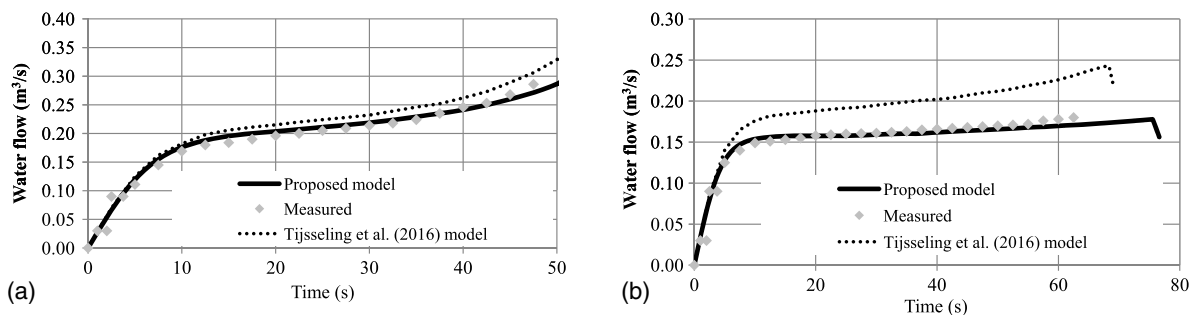 0.40
0.35
0.30
0.25
0.20
0.15
0.10
0.05
0.00
Water flow (m³/s)
Proposed model
Measured
Tijsseling et al. (2016) model
0 10 20 30 40 50
Time (s)
(a)
0.30
0.25
0.20
0.15
0.10
0.05
0.00
Water flow (m³/s)
Proposed model
Measured
Tijsseling et al. (2016) model
0 20 40 60 80
Time (s)
(b)